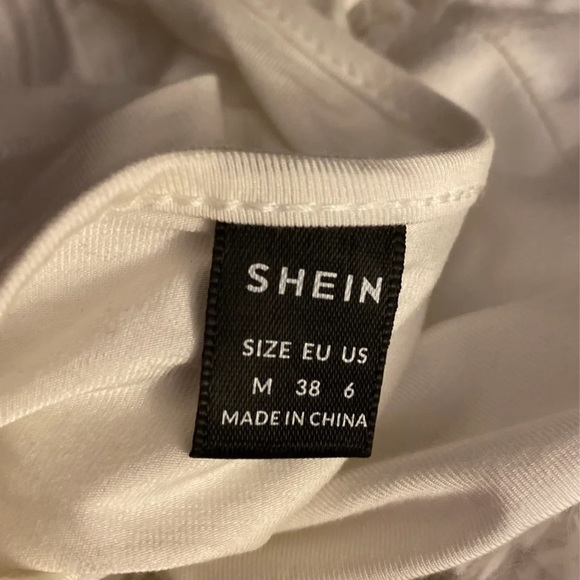 SHEIN
SIZE EU US
M 38 6
MADE IN CHINA